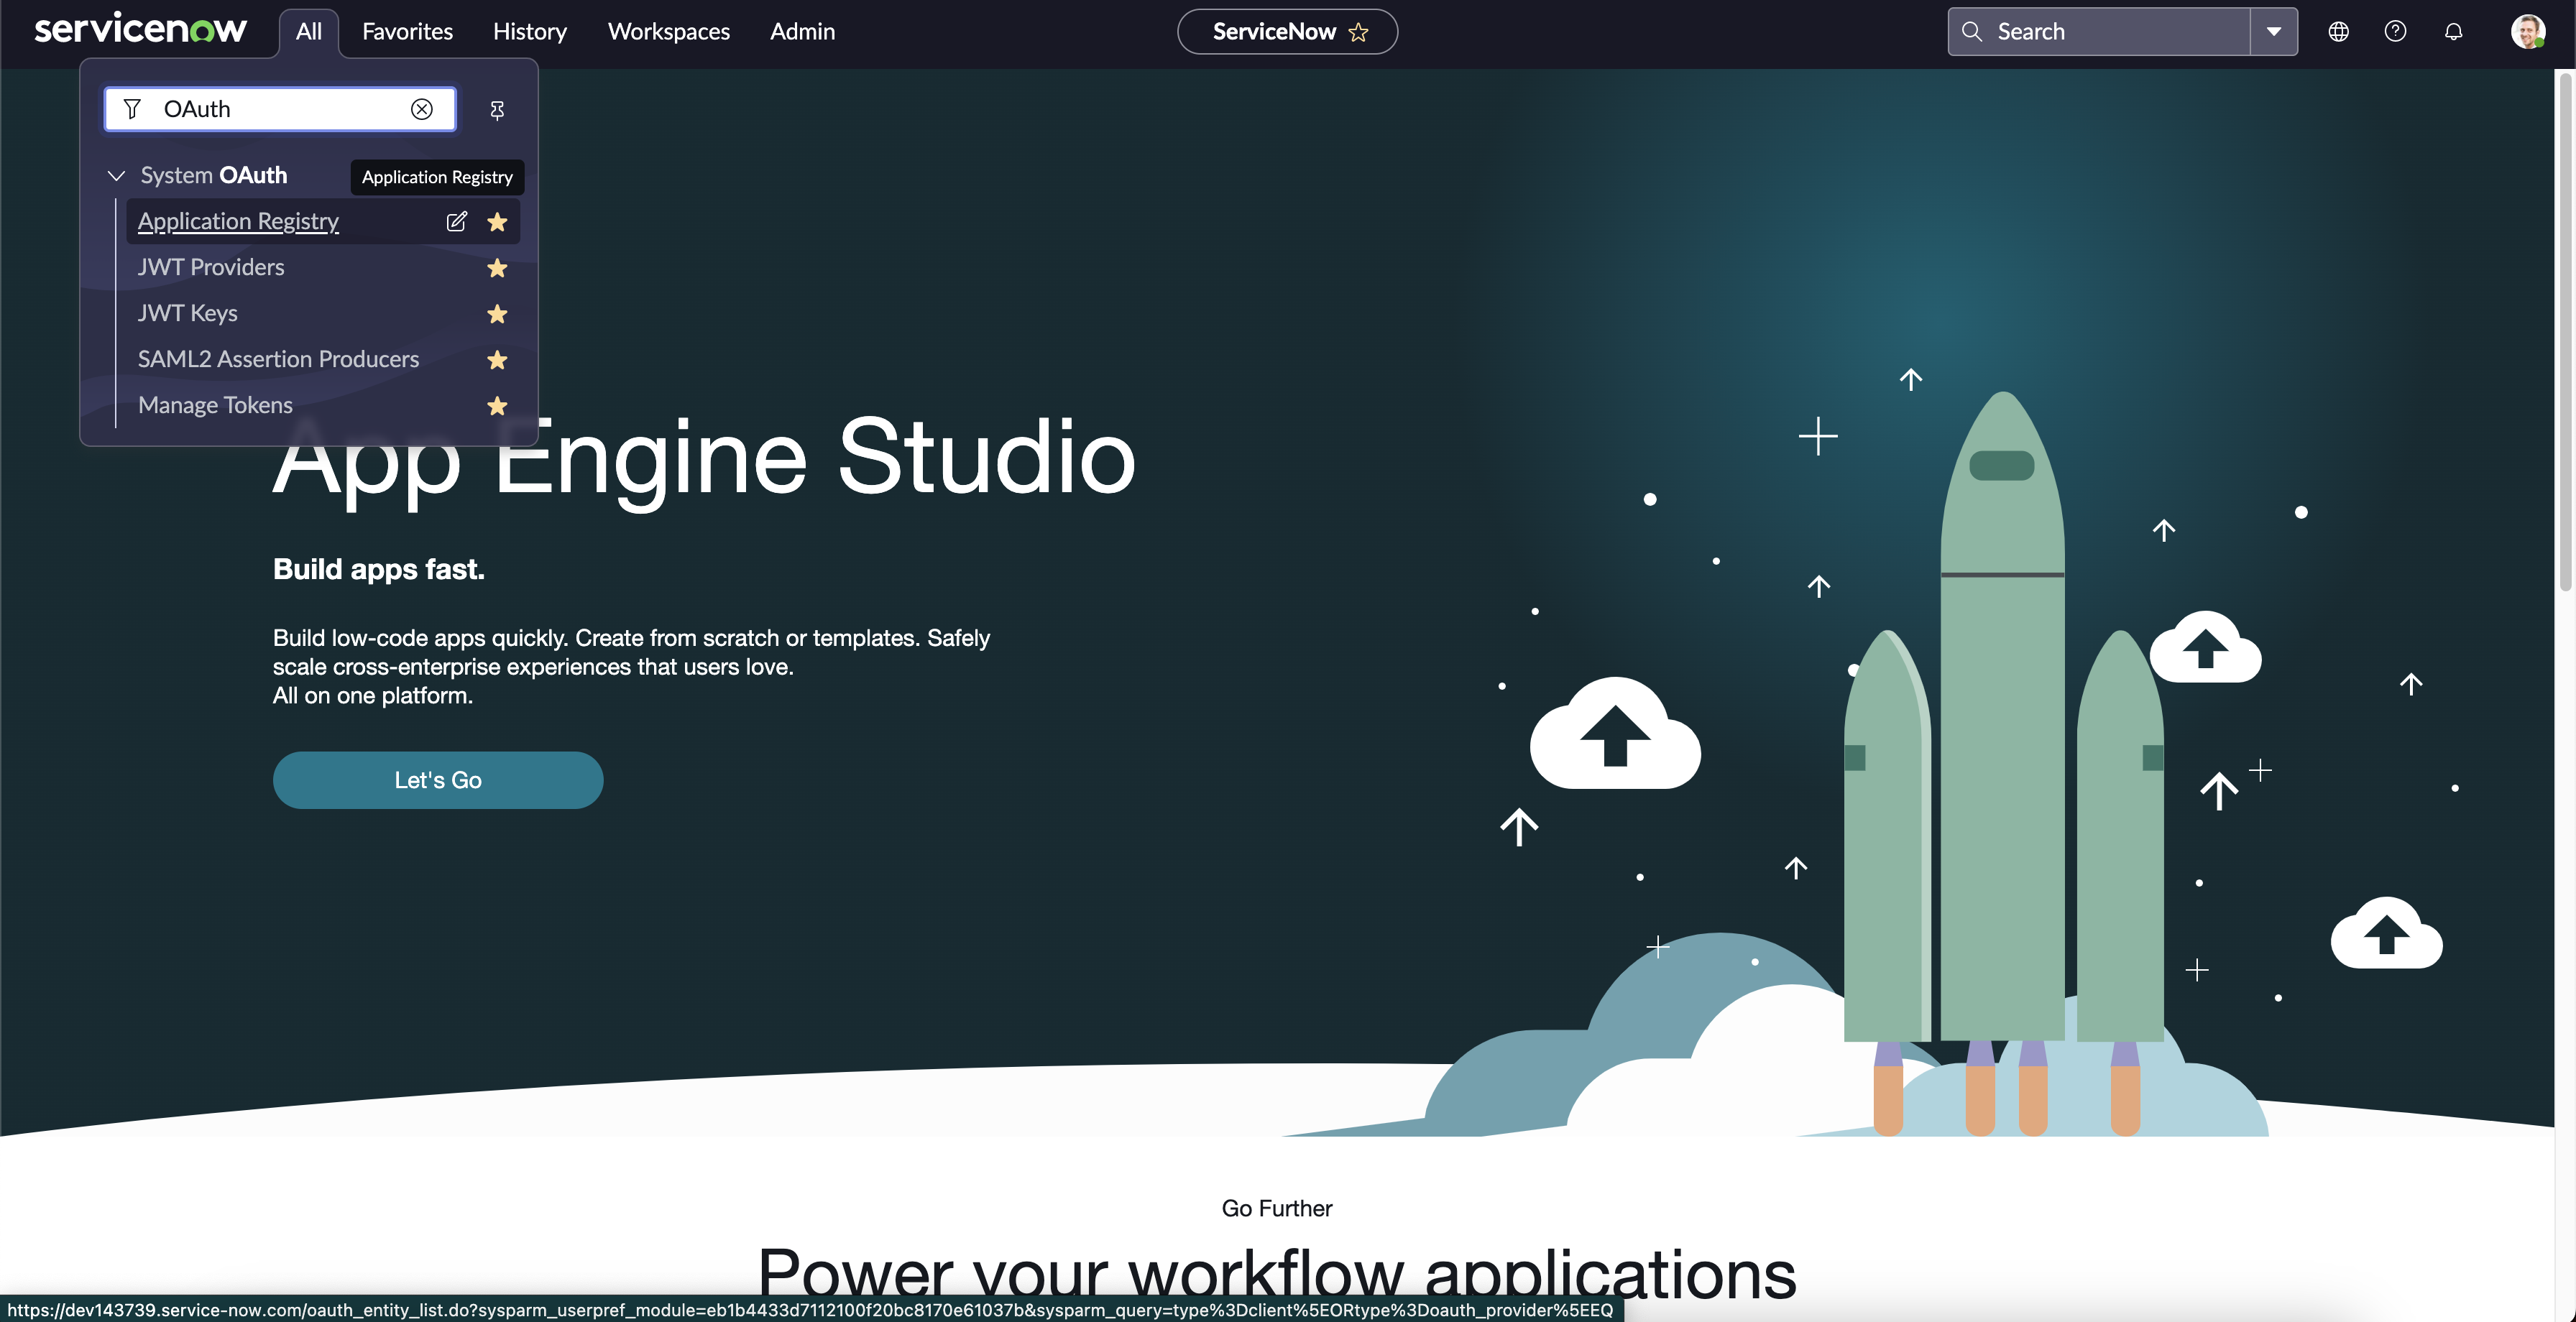 servicenow
All
Favorites
History
Workspaces
Admin
ServiceNow
Search
OAuth
System OAuth
Application Registry
Application Registry
JWT Providers
JWT Keys
SAML2 Assertion Producers
Manage Tokens
App Engine Studio
Build apps fast.
Build low-code apps quickly. Create from scratch or templates. Safely
scale cross-enterprise experiences that users love.
All on one platform.
Let's Go
Go Further
Power your workflow applications
https://dev143739.service-now.com/oauth_entity_list.do?sysparm_userpref_module=eb1b4433d7112100f20bc8170e61037b&sysparm_query=type%3Dclient%5EORtype%3Doauth_provider%5EEQ